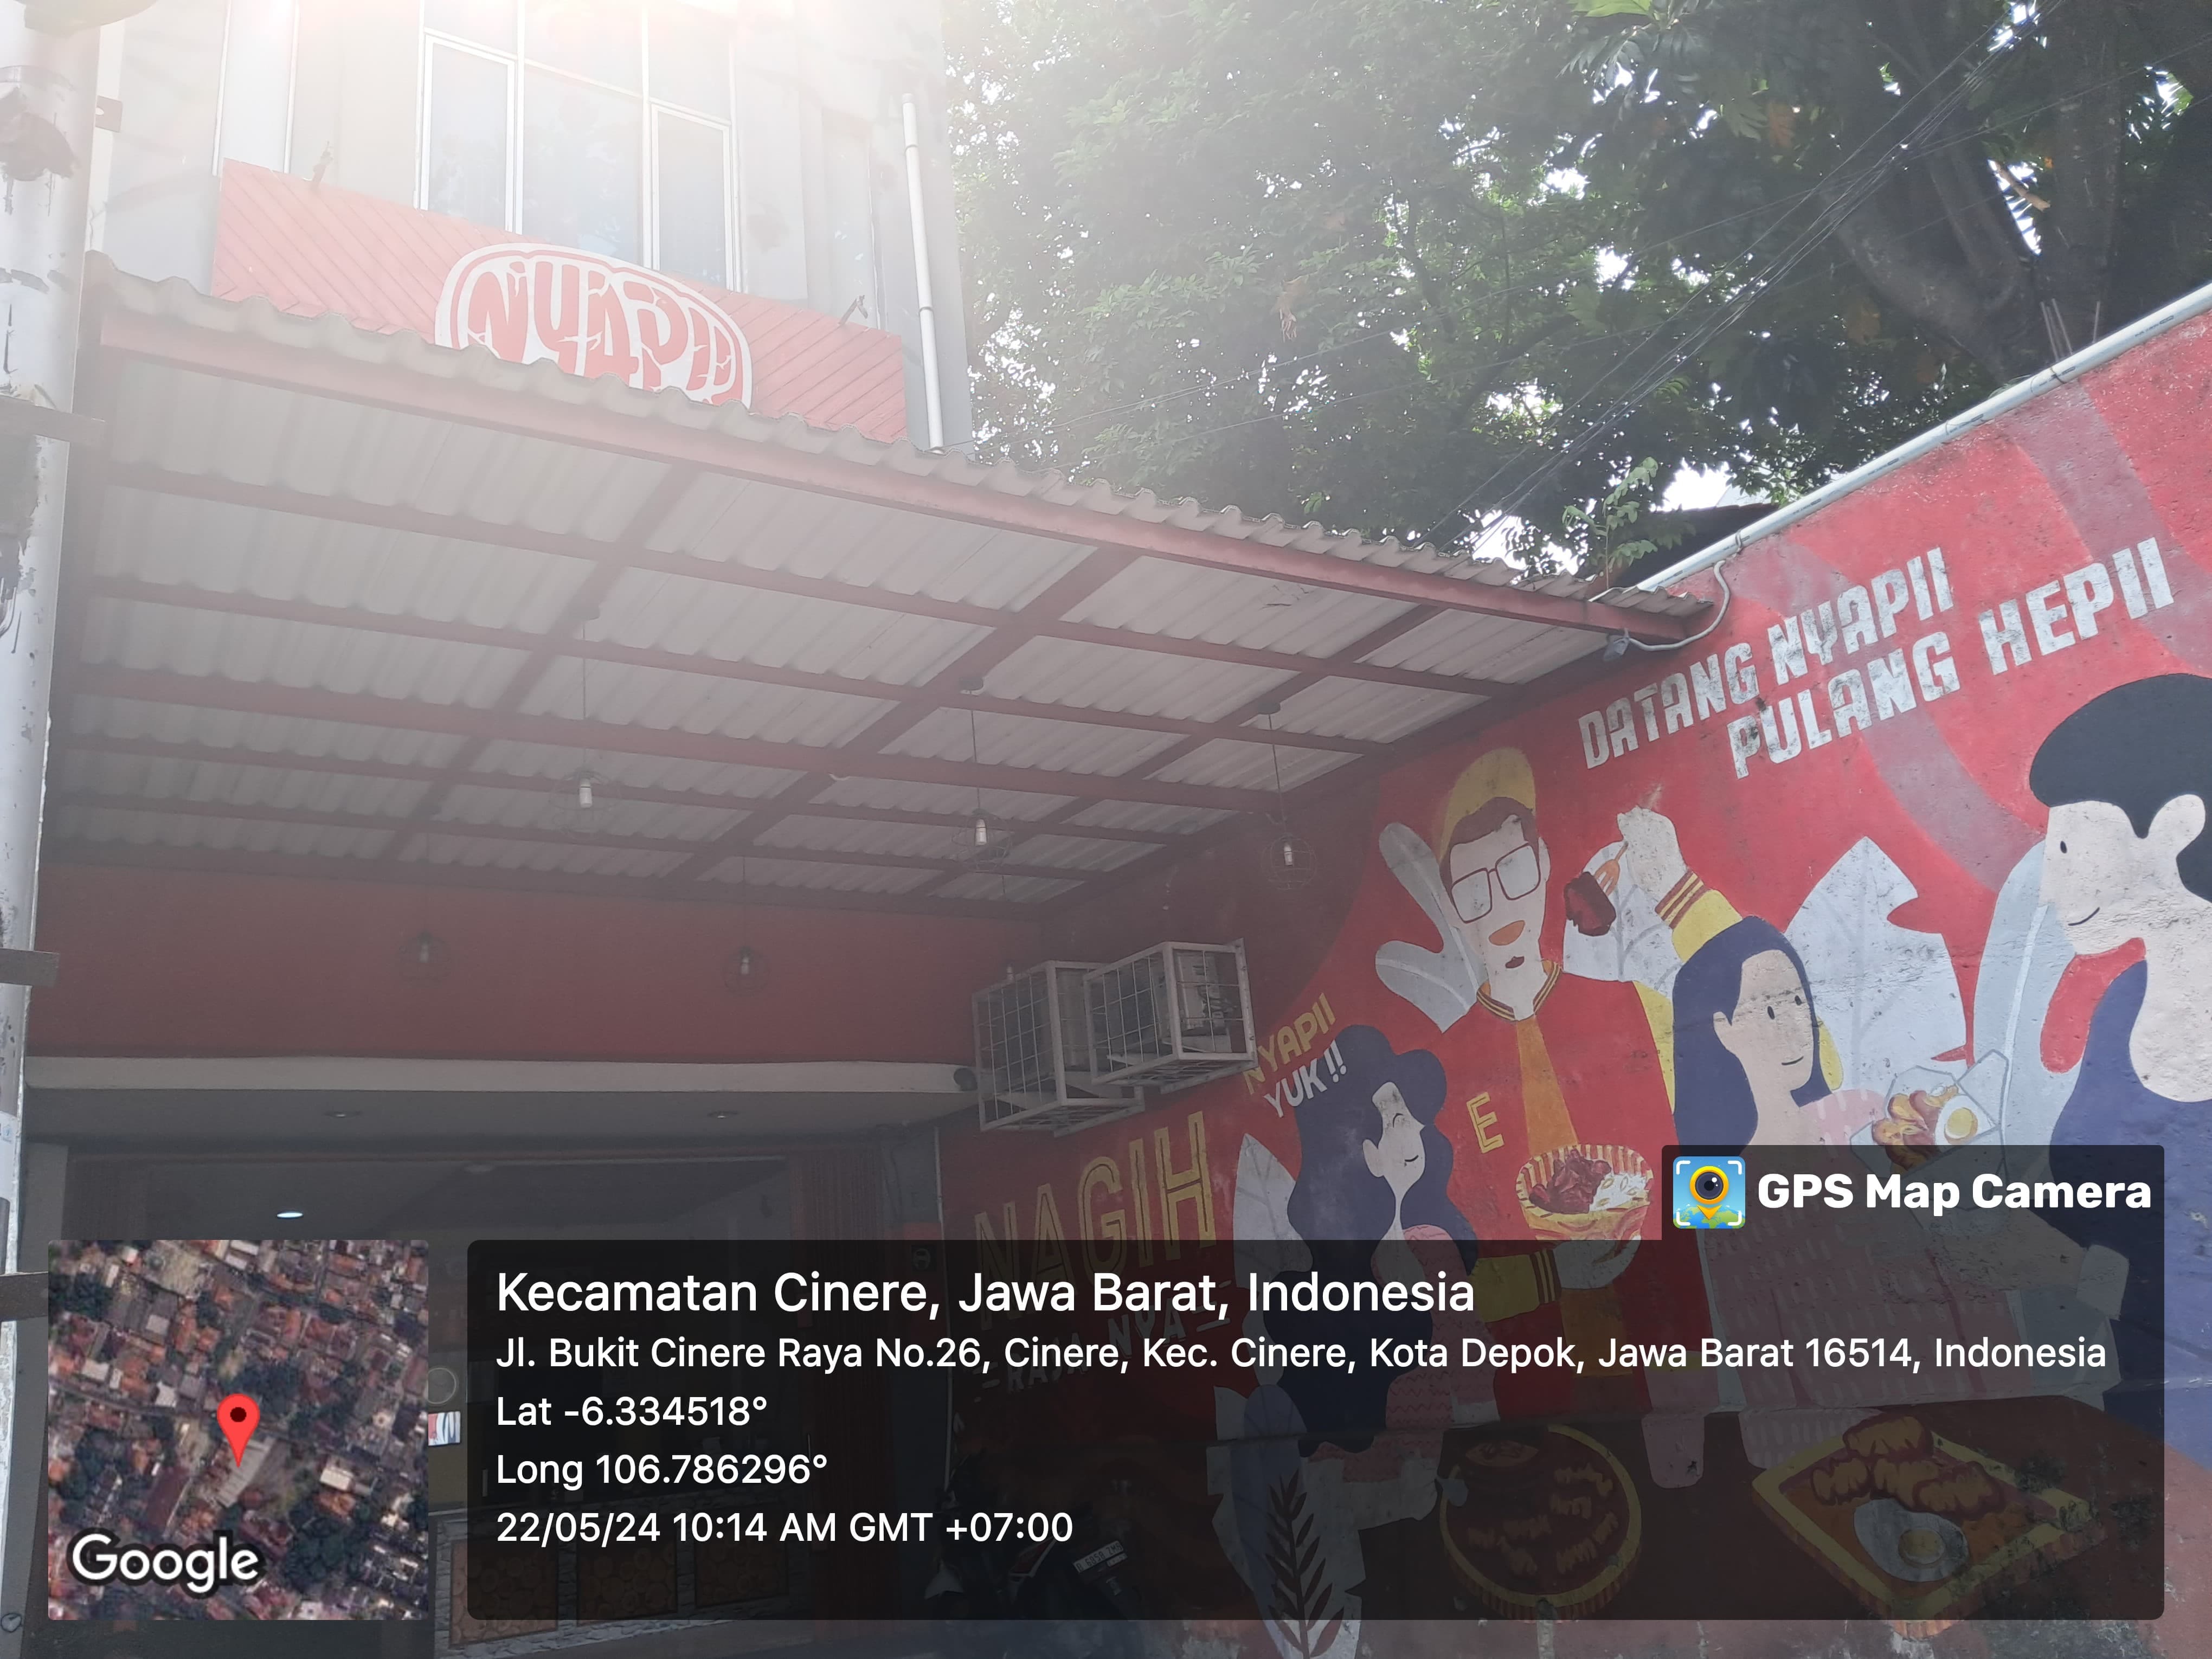 NYAPII
DATANG NYAPII
PULANG HEPII
NYAPII
YUK !!
E
NAGIH
RASA NYA
GPS Map Camera
Kecamatan Cinere, Jawa Barat, Indonesia
Jl. Bukit Cinere Raya No.26, Cinere, Kec. Cinere, Kota Depok, Jawa Barat 16514, Indonesia
Lat -6.334518°
Long 106.786296°
22/05/24 10:14 AM GMT +07:00
Google